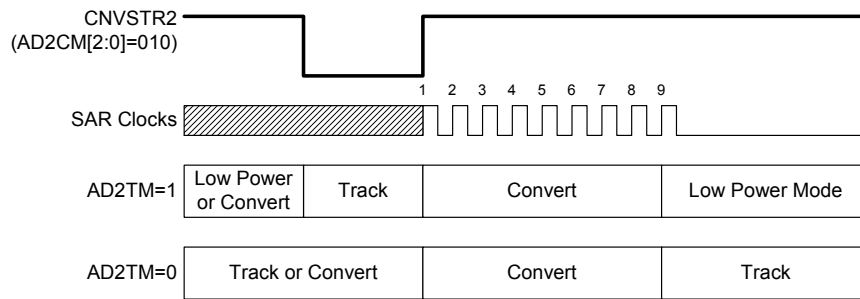 CNVSTR2
(AD2CM[2:0]=010)
1 2 3 4 5 6 7 8 9
SAR Clocks
AD2TM=1
Low Power
or Convert
Track
Convert
Low Power Mode
AD2TM=0
Track or Convert
Convert
Track